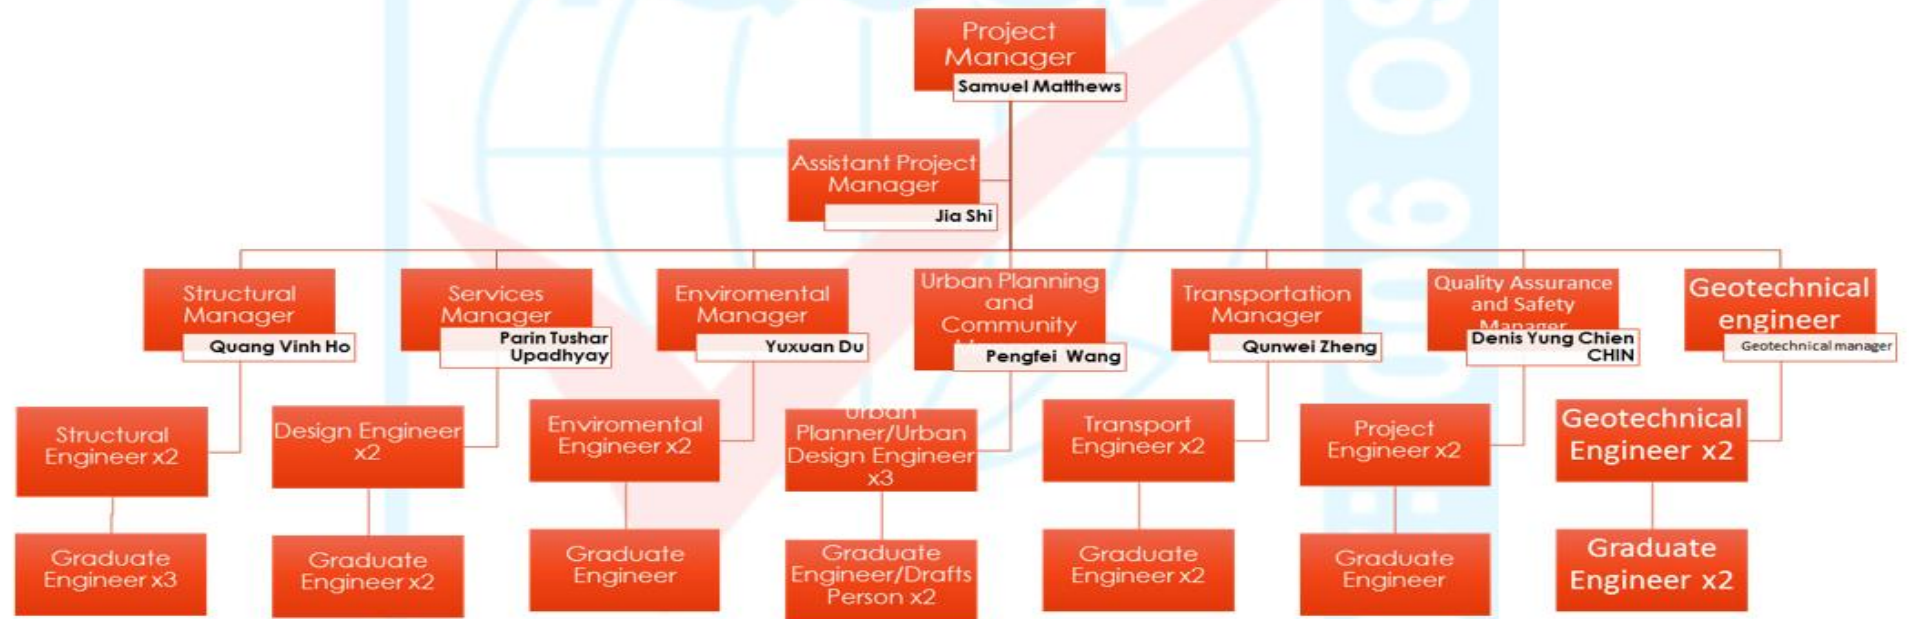 Project
Manager
Samuel Matthews
Assistant Project
Manager
Jia Shi
Structural
Manager
Quang Vinh Ho
Services
Manager
Parin Tushar
Upadhyay
Enviromental
Manager
Yuxuan Du
Urban Planning
and
Community
Pengfei Wang
Transportation
Manager
Qunwei Zheng
Quality Assurance
and Safety
Manager
Denis Yung Chien
CHIN
Geotechnical
engineer
Geotechnical manager
Structural
Engineer x2
Design Engineer
x2
Enviromental
Engineer x2
Urban
Planner/Urban
Design Engineer
x3
Transport
Engineer x2
Project
Engineer x2
Geotechnical
Engineer x2
Graduate
Engineer x3
Graduate
Engineer x2
Graduate
Engineer
Graduate
Engineer/Drafts
Person x2
Graduate
Engineer x2
Graduate
Engineer
Graduate
Engineer x2